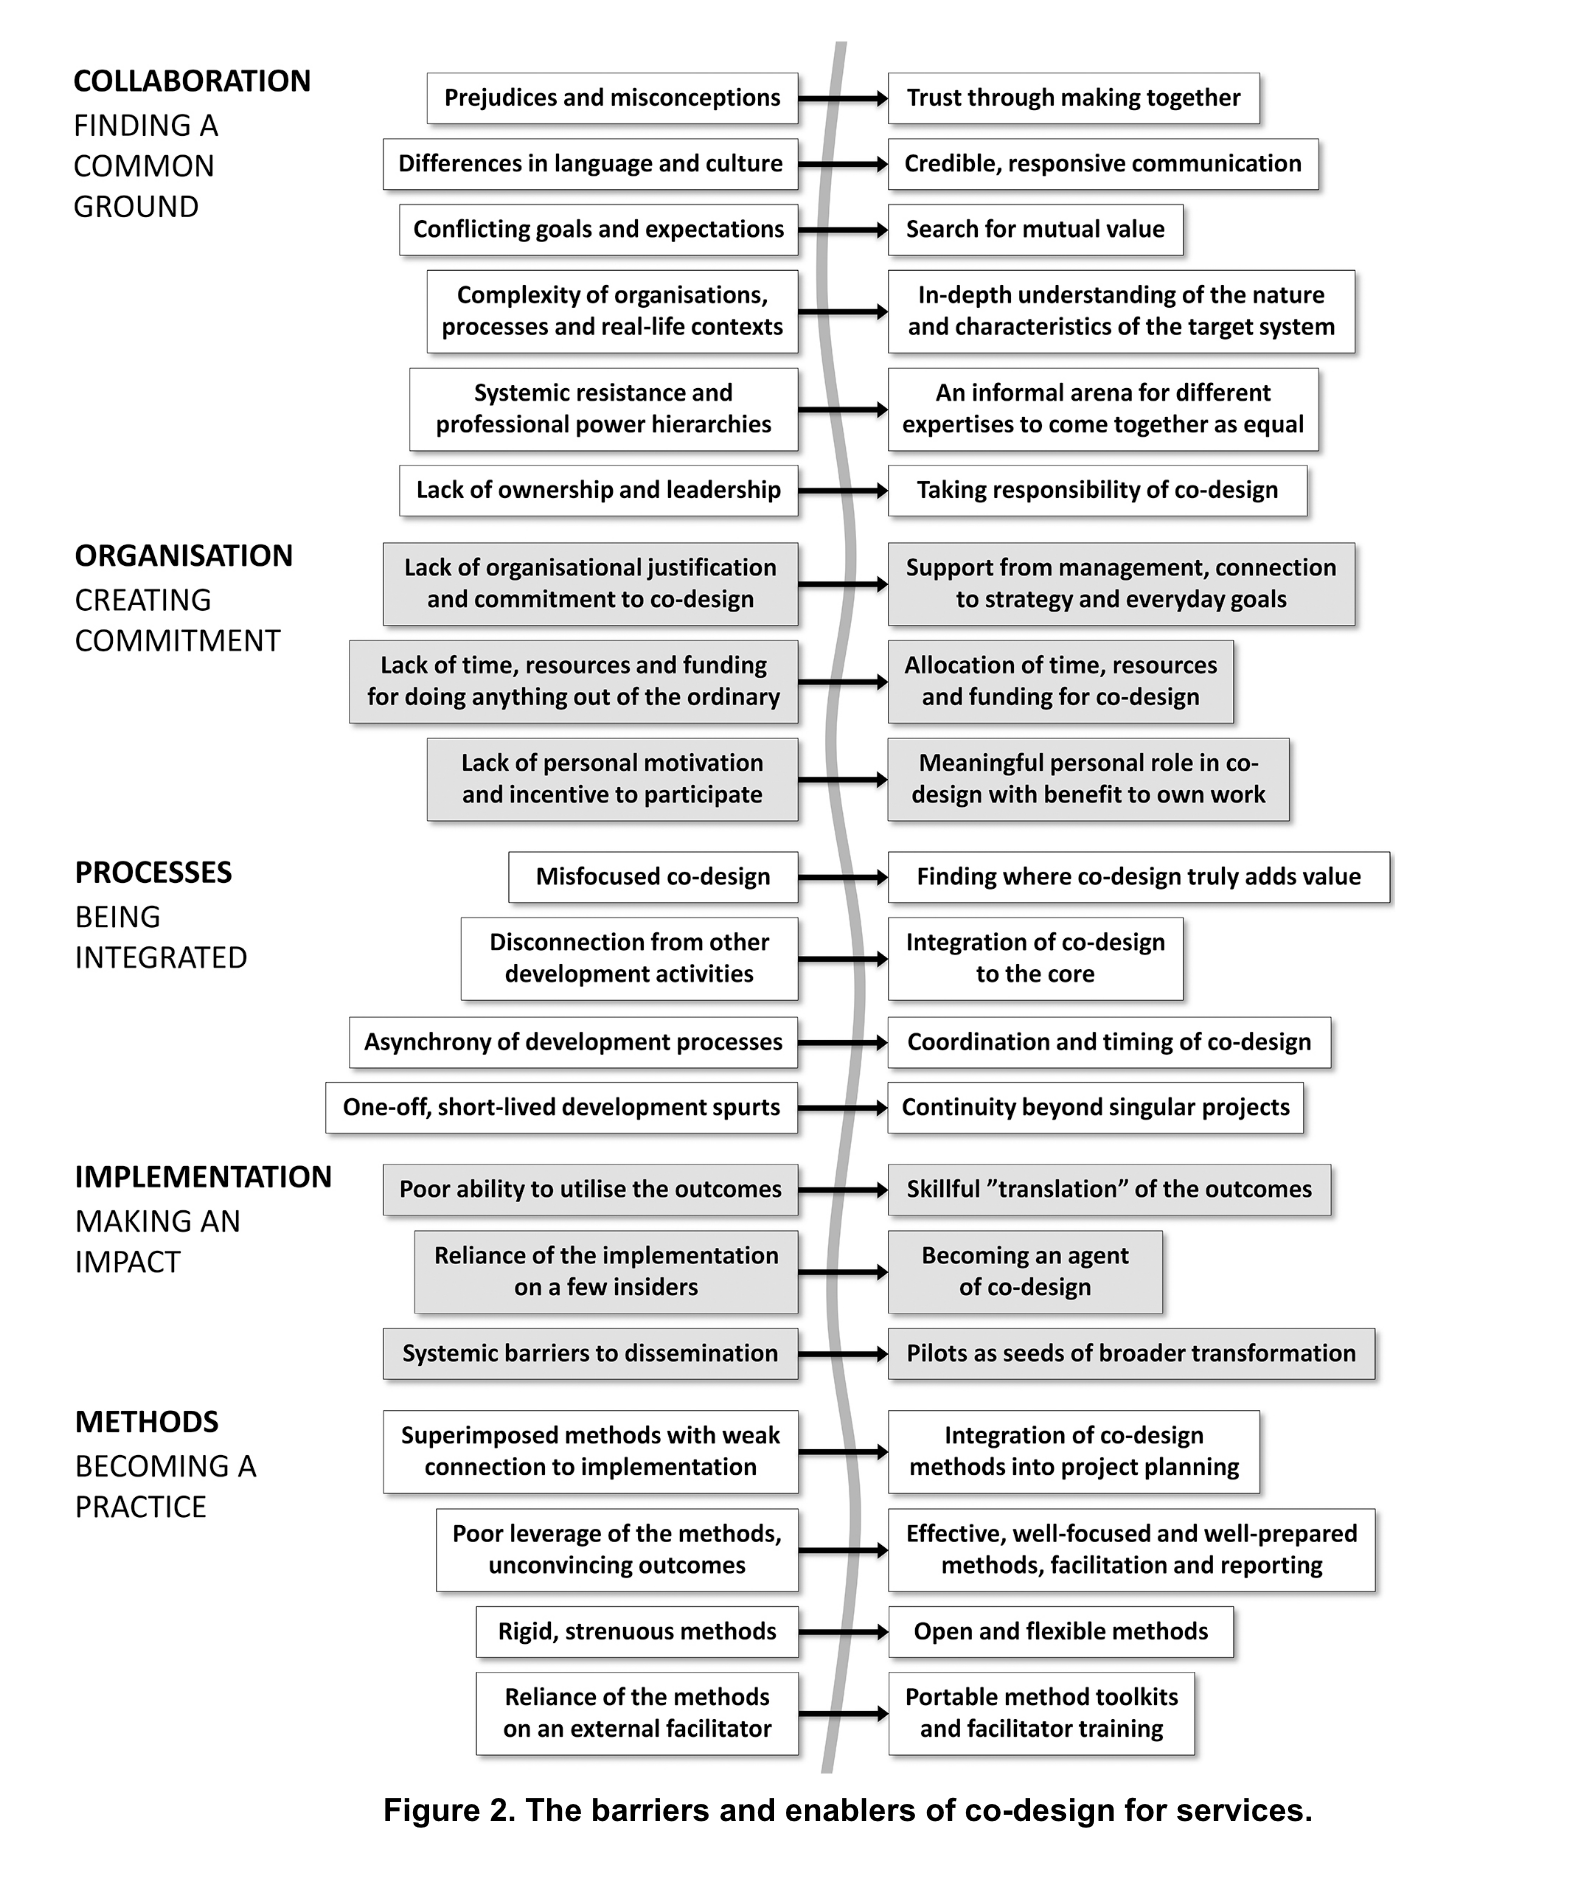 COLLABORATION
FINDING A
COMMON
GROUND
Prejudices and misconceptions
Trust through making together
Differences in language and culture
Credible, responsive communication
Conflicting goals and expectations
Search for mutual value
Complexity of organisations,
processes and real-life contexts
In-depth understanding of the nature
and characteristics of the target system
Systemic resistance and
professional power hierarchies
An informal arena for different
expertises to come together as equal
Lack of ownership and leadership
Taking responsibility of co-design
ORGANISATION
CREATING
COMMITMENT
Lack of organisational justification
and commitment to co-design
Support from management, connection
to strategy and everyday goals
Lack of time, resources and funding
for doing anything out of the ordinary
Allocation of time, resources
and funding for co-design
Lack of personal motivation
and incentive to participate
Meaningful personal role in co-
design with benefit to own work
PROCESSES
BEING
INTEGRATED
Misfocused co-design
Finding where co-design truly adds value
Disconnection from other
development activities
Integration of co-design
to the core
Asynchrony of development processes
Coordination and timing of co-design
One-off, short-lived development spurts
Continuity beyond singular projects
IMPLEMENTATION
MAKING AN
IMPACT
Poor ability to utilise the outcomes
Skillful ”translation” of the outcomes
Reliance of the implementation
on a few insiders
Becoming an agent
of co-design
Systemic barriers to dissemination
Pilots as seeds of broader transformation
METHODS
BECOMING A
PRACTICE
Superimposed methods with weak
connection to implementation
Integration of co-design
methods into project planning
Poor leverage of the methods,
unconvincing outcomes
Effective, well-focused and well-prepared
methods, facilitation and reporting
Rigid, strenuous methods
Open and flexible methods
Reliance of the methods
on an external facilitator
Portable method toolkits
and facilitator training
Figure 2. The barriers and enablers of co-design for services.